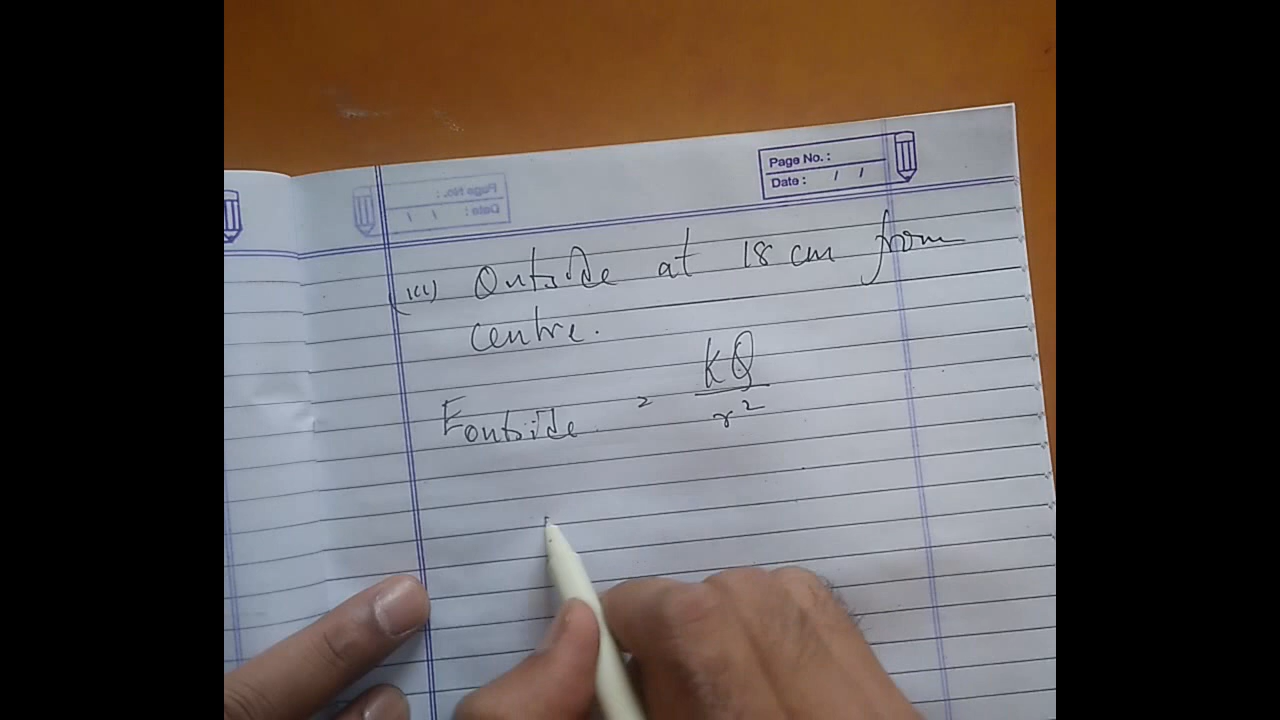 Page No. :
Date : / /
(iii) Outside at 18 cm from
centre.
E outside = kQ / r²